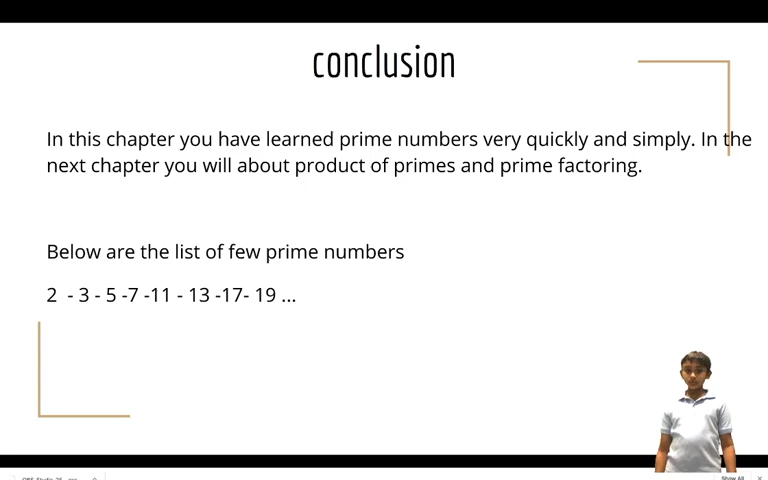 conclusion
In this chapter you have learned prime numbers very quickly and simply. In the
next chapter you will about product of primes and prime factoring.
Below are the list of few prime numbers
2 - 3 - 5 -7 -11 - 13 -17- 19 ...
Show All